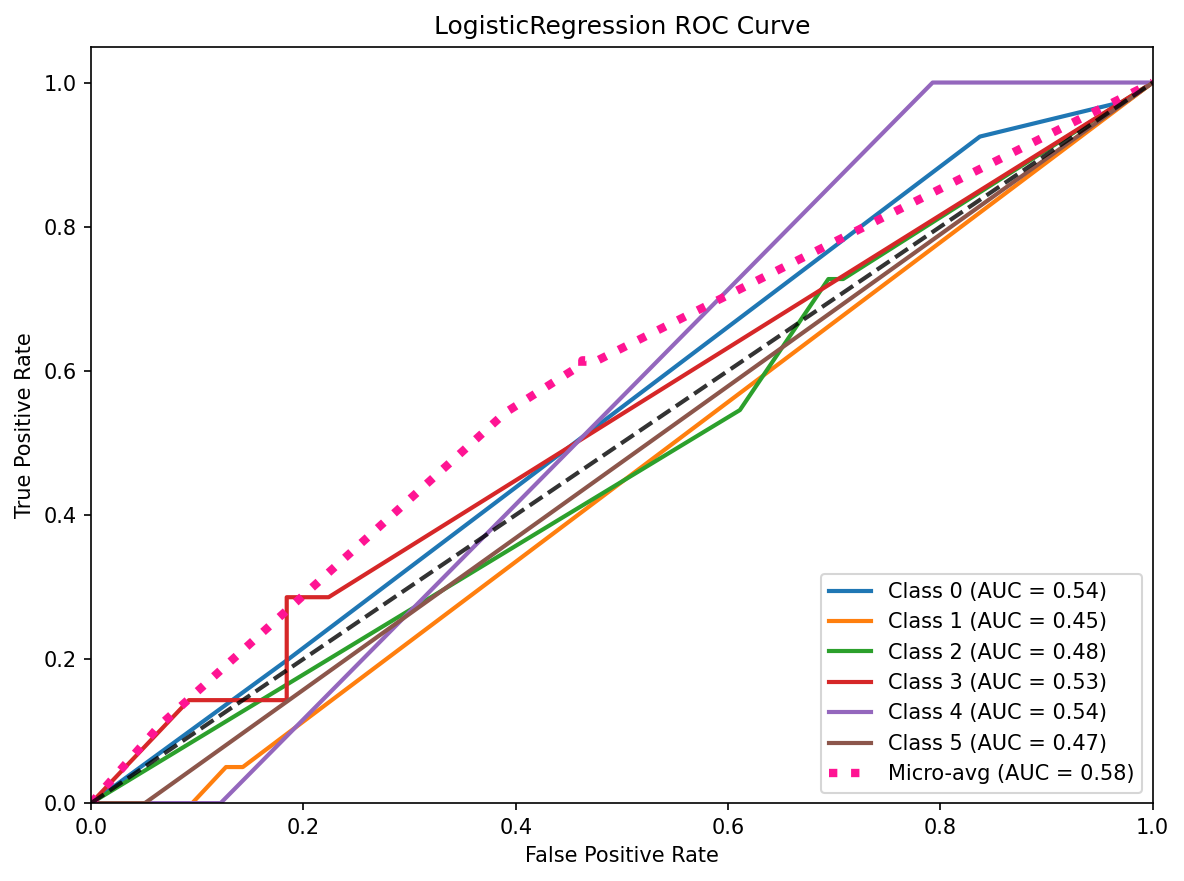 LogisticRegression ROC Curve
True Positive Rate
1.0
0.8
0.6
0.4
0.2
0.0
0.0 0.2 0.4 0.6 0.8 1.0
False Positive Rate
Class 0 (AUC = 0.54)
Class 1 (AUC = 0.45)
Class 2 (AUC = 0.48)
Class 3 (AUC = 0.53)
Class 4 (AUC = 0.54)
Class 5 (AUC = 0.47)
Micro-avg (AUC = 0.58)